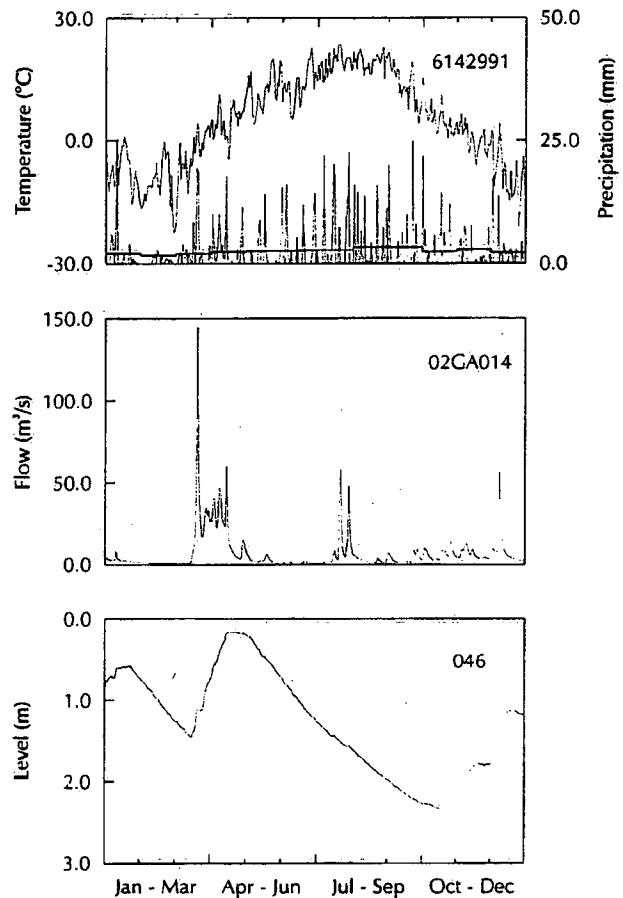 30.0
50.0
6142991
Temperature (°C)
0.0
25.0
Precipitation (mm)
-30.0
0.0
150.0
02GA014
100.0
Flow (m³/s)
50.0
0.0
0.0
046
1.0
Level (m)
2.0
3.0
Jan - Mar Apr - Jun Jul - Sep Oct - Dec